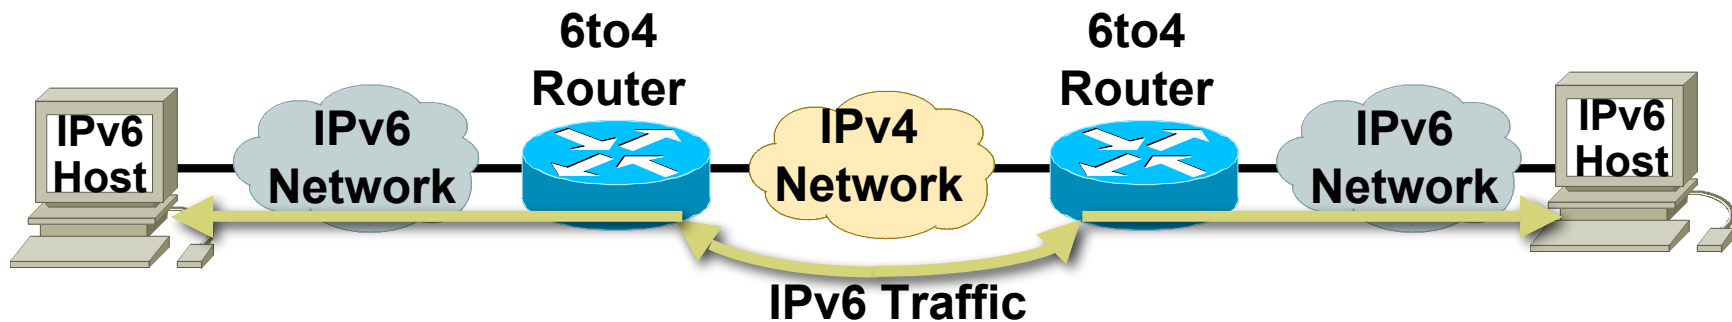 6to4
Router
6to4
Router
IPv6
Host
IPv6
Network
IPv4
Network
IPv6
Network
IPv6
Host
IPv6 Traffic